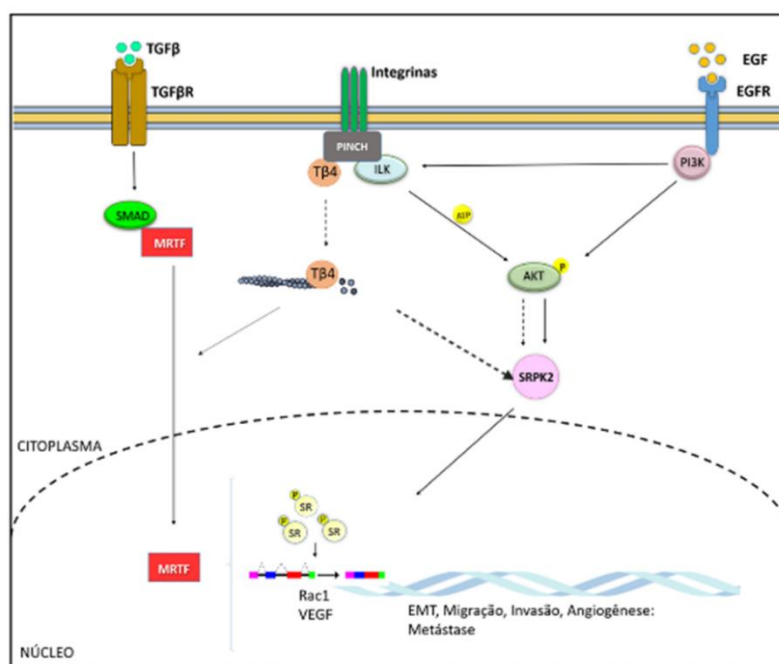 TGFβ
TGFβR
Integrinas
EGF
EGFR
PINCH
Tβ4
ILK
PI3K
SMAD
MRTF
Tβ4
AKT
P
SRPK2
CITOPLASMA
P
SR
P
SR
P
SR
MRTF
Rac1
VEGF
EMT, Migração, Invasão, Angiogênese:
Metástase
NÚCLEO